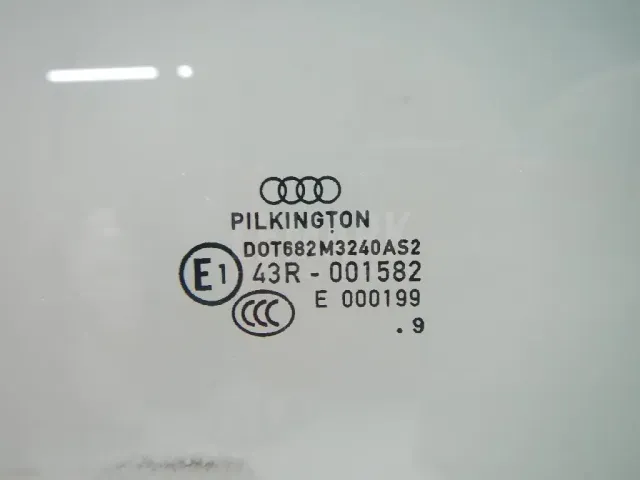 PILKINGTON
DOT682M3240AS2
E1 43R - 001582
CCC E 000199
. 9